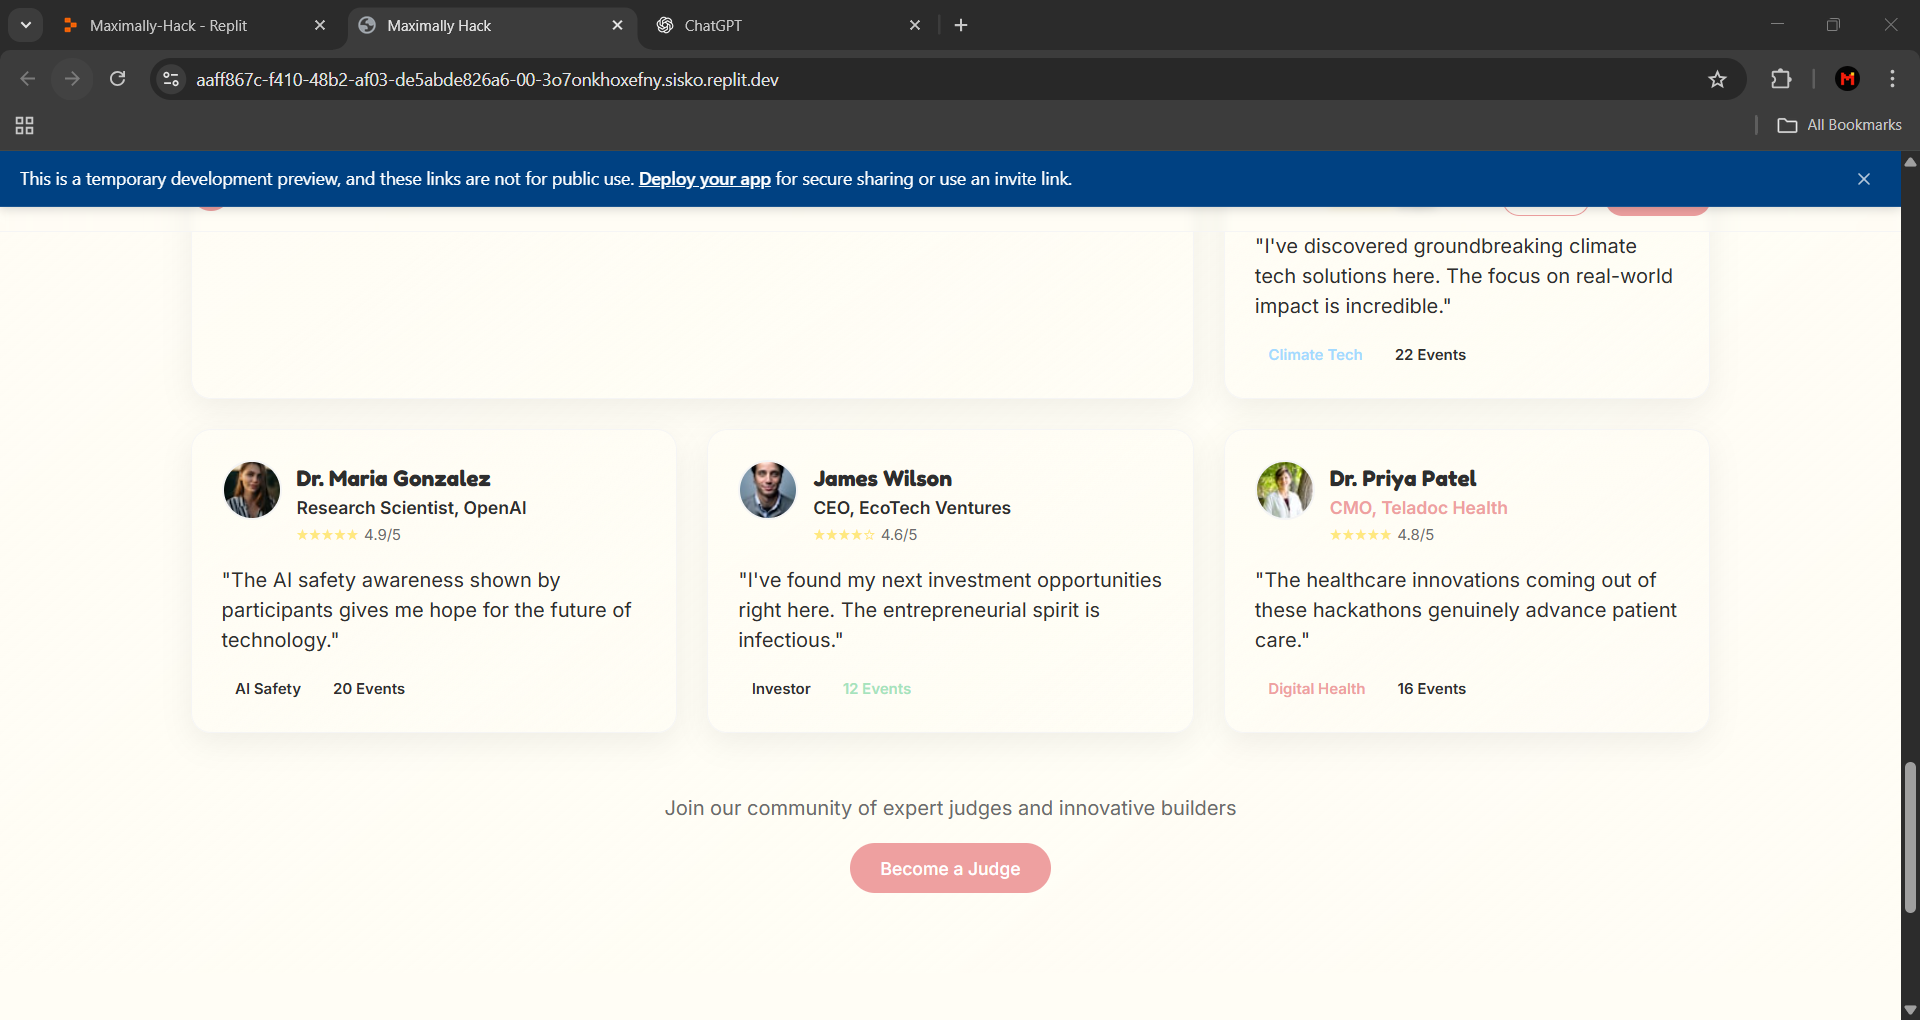 Maximally-Hack - Replit
Maximally Hack
ChatGPT
aaff867c-f410-48b2-af03-de5abde826a6-00-3o7onkhoxefny.sisko.replit.dev
M
All Bookmarks
This is a temporary development preview, and these links are not for public use. Deploy your app for secure sharing or use an invite link.
"I've discovered groundbreaking climate
tech solutions here. The focus on real-world
impact is incredible."
Climate Tech 22 Events
Dr. Maria Gonzalez
Research Scientist, OpenAI
★★★★★ 4.9/5
"The AI safety awareness shown by
participants gives me hope for the future of
technology."
AI Safety 20 Events
James Wilson
CEO, EcoTech Ventures
★★★★☆ 4.6/5
"I've found my next investment opportunities
right here. The entrepreneurial spirit is
infectious."
Investor 12 Events
Dr. Priya Patel
CMO, Teladoc Health
★★★★★ 4.8/5
"The healthcare innovations coming out of
these hackathons genuinely advance patient
care."
Digital Health 16 Events
Join our community of expert judges and innovative builders
Become a Judge